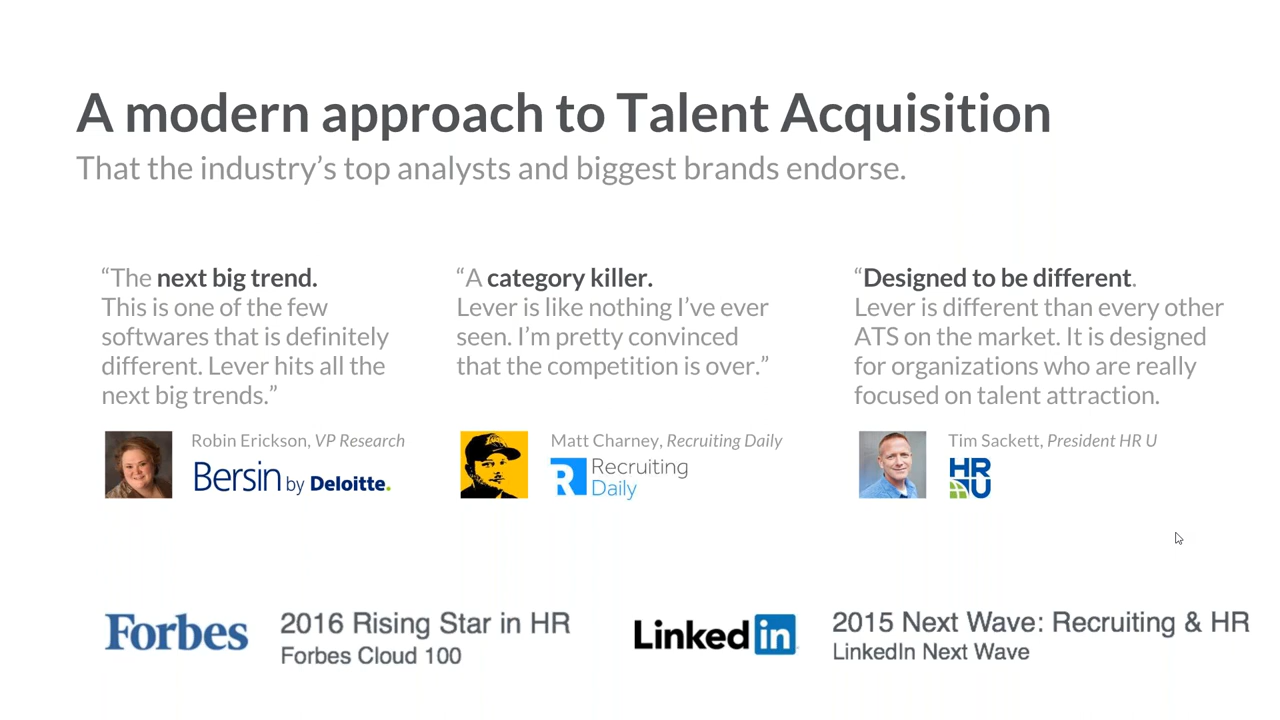 A modern approach to Talent Acquisition
That the industry’s top analysts and biggest brands endorse.
“The next big trend.
This is one of the few
softwares that is definitely
different. Lever hits all the
next big trends.”
Robin Erickson, VP Research
Bersin by Deloitte.
“A category killer.
Lever is like nothing I’ve ever
seen. I’m pretty convinced
that the competition is over.”
Matt Charney, Recruiting Daily
R Recruiting
Daily
“Designed to be different.
Lever is different than every other
ATS on the market. It is designed
for organizations who are really
focused on talent attraction.
Tim Sackett, President HR U
HR
U
Forbes
2016 Rising Star in HR
Forbes Cloud 100
Linked in
2015 Next Wave: Recruiting & HR
LinkedIn Next Wave